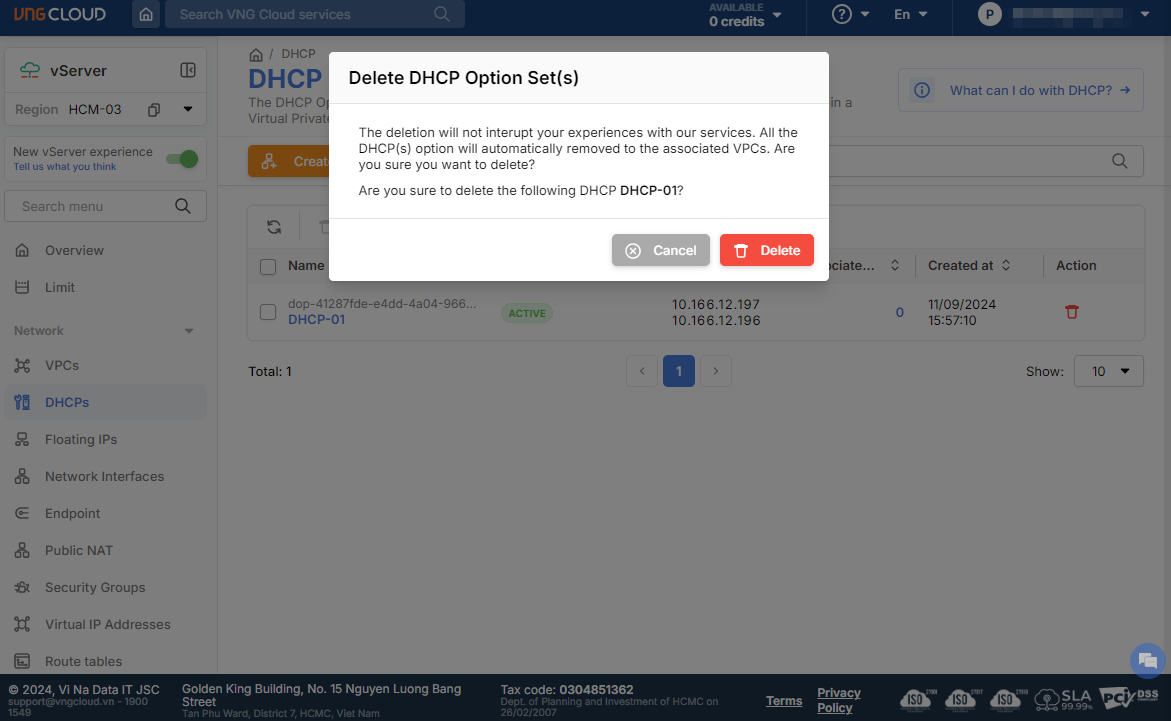 VNG CLOUD
Search VNG Cloud services
AVAILABLE
0 credits
En
P
vServer
Region HCM-03
New vServer experience
Tell us what you think
Search menu
Overview
Limit
Network
VPCs
DHCPs
Floating IPs
Network Interfaces
Endpoint
Public NAT
Security Groups
Virtual IP Addresses
Route tables
/ DHCP
DHCP
The DHCP Op
in a
Virtual Private
What can I do with DHCP?
Create
Delete DHCP Option Set(s)
The deletion will not interupt your experiences with our services. All the
DHCP(s) option will automatically removed to the associated VPCs. Are
you sure you want to delete?
Are you sure to delete the following DHCP DHCP-01?
Cancel
Delete
Name
ociate...
Created at
Action
dop-41287fde-e4dd-4a04-966...
DHCP-01
ACTIVE
10.166.12.197
10.166.12.196
0
11/09/2024
15:57:10
Total: 1
1
Show:
10
© 2024, Vi Na Data IT JSC
support@vngcloud.vn - 1900
1549
Golden King Building, No. 15 Nguyen Luong Bang
Street
Tan Phu Ward, District 7, HCMC, Viet Nam
Tax code: 0304851362
Dept. of Planning and Investment of HCMC on
26/02/2007
Terms
Privacy
Policy
ISO
ISO
ISO
SLA
99.99%
PCI DSS